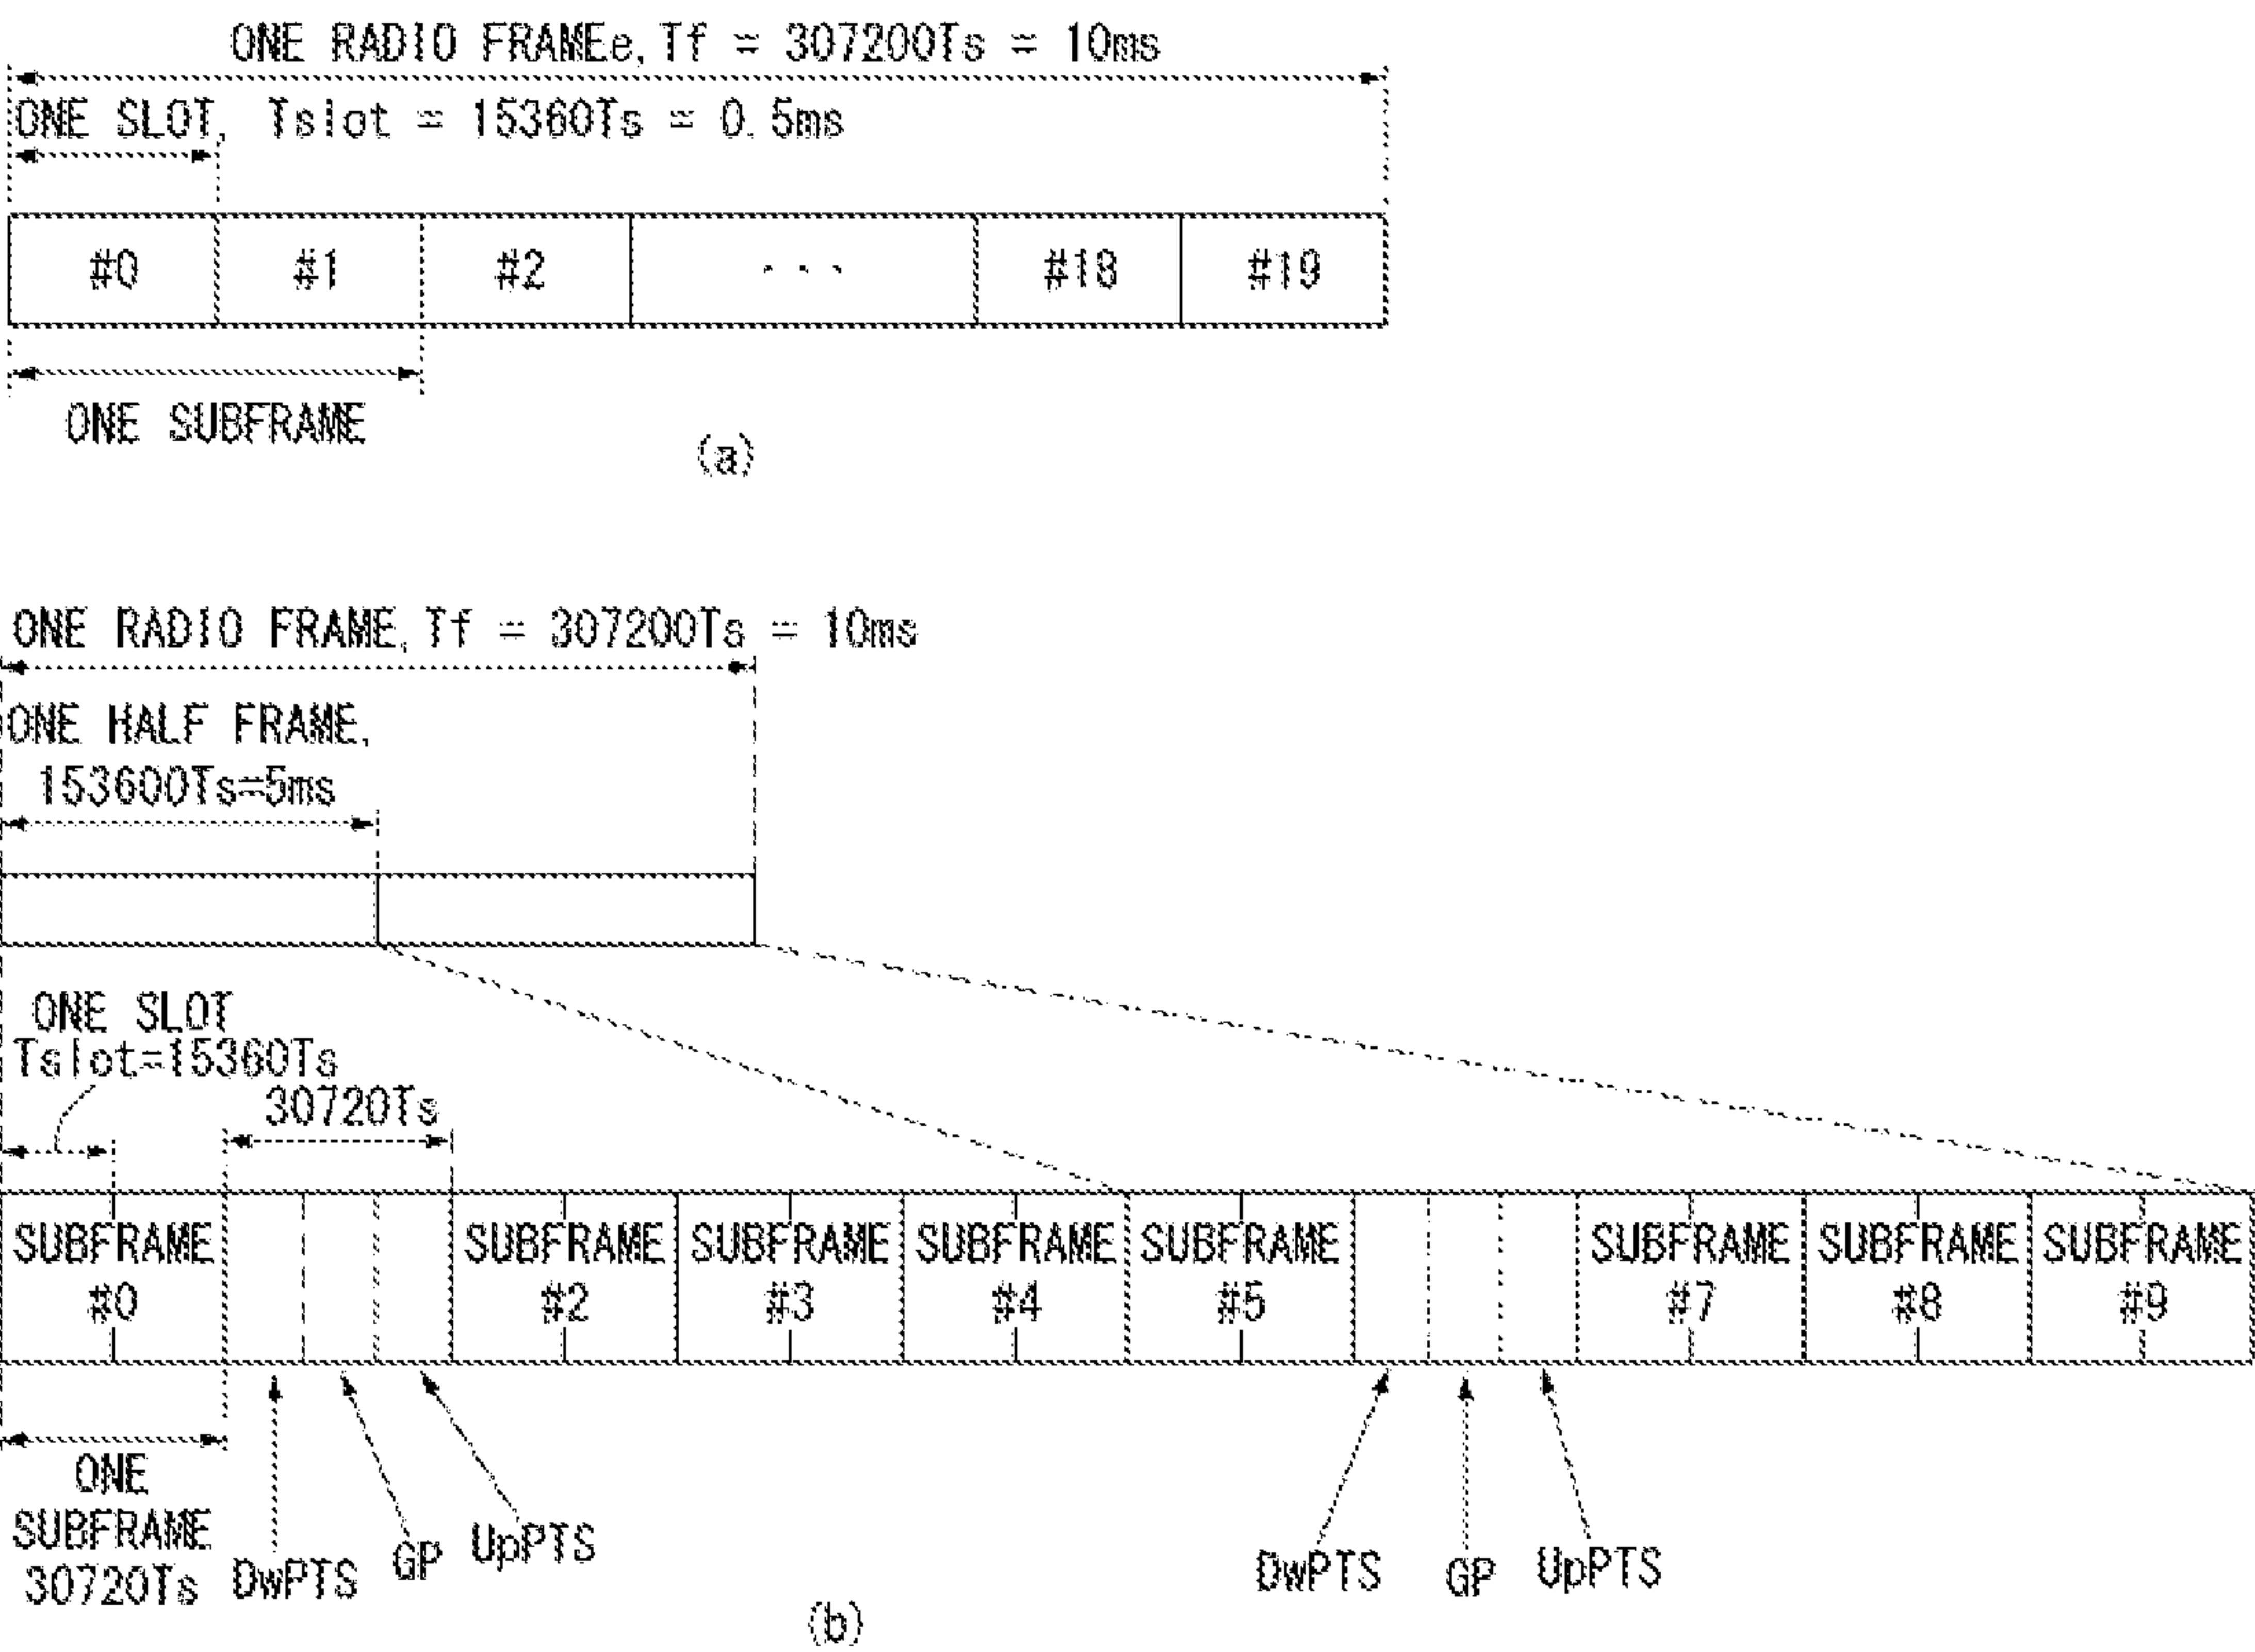 ONE RADIO FRAMEe, Tf = 307200Ts = 10ms
ONE SLOT, Tslot = 15360Ts = 0.5ms
#0 #1 #2 ... #18 #19
ONE SUBFRAME
(a)
ONE RADIO FRAME, Tf = 307200Ts = 10ms
ONE HALF FRAME,
153600Ts=5ms
ONE SLOT
Tslot=15360Ts
30720Ts
SUBFRAME SUBFRAME SUBFRAME SUBFRAME SUBFRAME SUBFRAME SUBFRAME SUBFRAME
#0 #2 #3 #4 #5 #7 #8 #9
ONE
SUBFRAME
30720Ts
DwPTS GP UpPTS DwPTS GP UpPTS
(b)